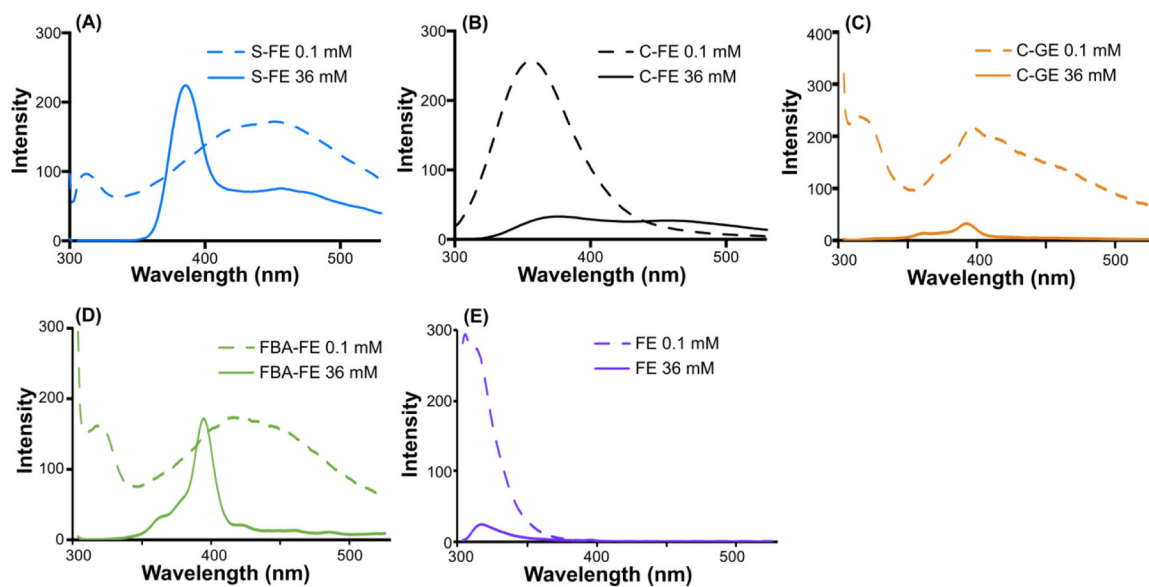 (A)
S-FE 0.1 mM
S-FE 36 mM
Intensity
300
200
100
0
300 400 500
Wavelength (nm)
(B)
C-FE 0.1 mM
C-FE 36 mM
Intensity
300
200
100
0
300 400 500
Wavelength (nm)
(C)
C-GE 0.1 mM
C-GE 36 mM
Intensity
400
300
200
100
0
300 400 500
Wavelength (nm)
(D)
FBA-FE 0.1 mM
FBA-FE 36 mM
Intensity
300
200
100
0
300 400 500
Wavelength (nm)
(E)
FE 0.1 mM
FE 36 mM
Intensity
300
200
100
0
300 400 500
Wavelength (nm)